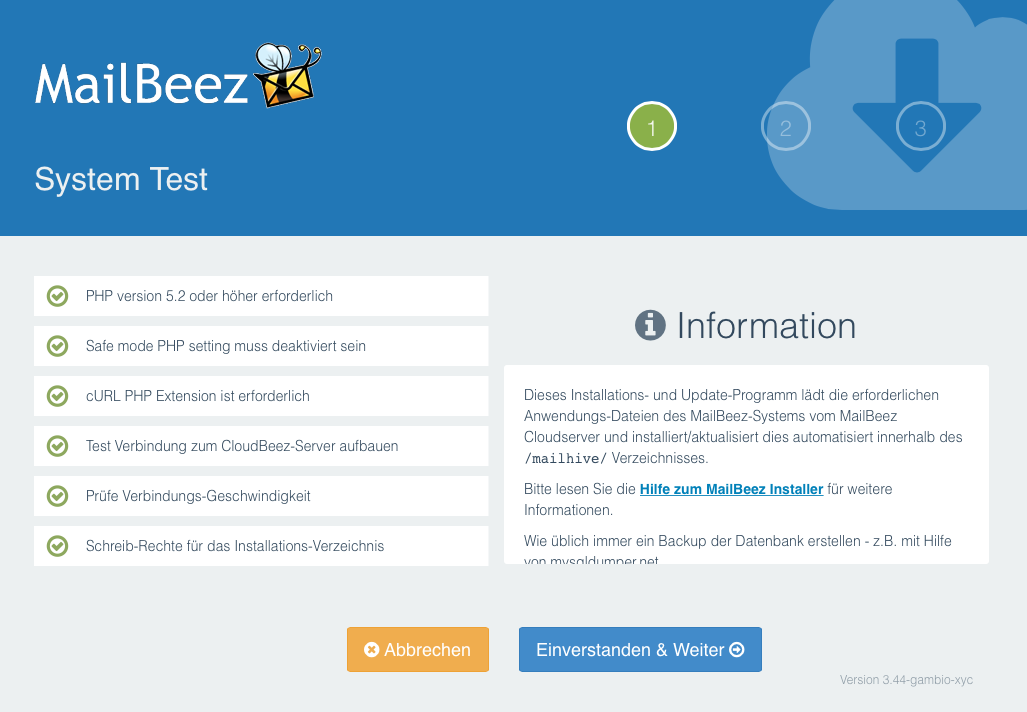 MailBeez
1
2
3
System Test
PHP version 5.2 oder höher erforderlich
Safe mode PHP setting muss deaktiviert sein
cURL PHP Extension ist erforderlich
Test Verbindung zum CloudBeez-Server aufbauen
Prüfe Verbindungs-Geschwindigkeit
Schreib-Rechte für das Installations-Verzeichnis
Information
Dieses Installations- und Update-Programm lädt die erforderlichen
Anwendungs-Dateien des MailBeez-Systems vom MailBeez
Cloudserver und installiert/aktualisiert dies automatisiert innerhalb des
/mailhive/ Verzeichnisses.
Bitte lesen Sie die Hilfe zum MailBeez Installer für weitere
Informationen.
Wie üblich immer ein Backup der Datenbank erstellen - z.B. mit Hilfe
von mysqldumper.net
Abbrechen
Einverstanden & Weiter
Version 3.44-gambio-xyc